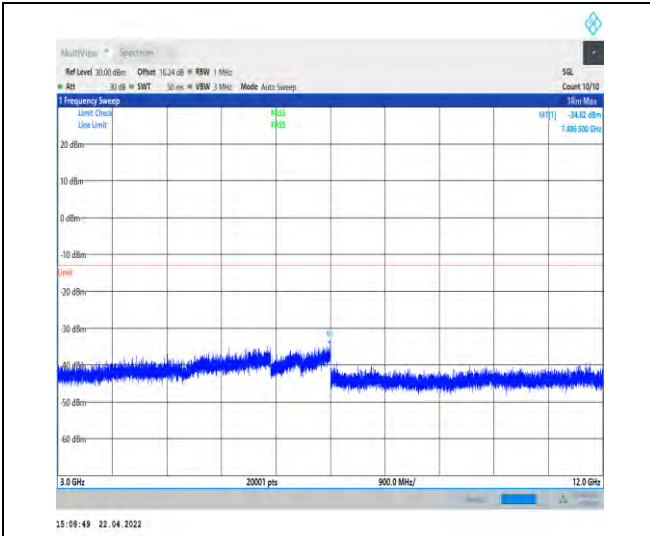 MultiView Spectrum
Ref Level 30.00 dBm Offset 16.24 dB RBW 1 MHz SGL
Att 30 dB SWT 50 ms VBW 3 MHz Mode Auto Sweep Count 10/10
1 Frequency Sweep 1Rm Max
Limit Check PASS M1[1] -34.82 dBm
Line Limit PASS 7.486 500 GHz
20 dBm
10 dBm
0 dBm
-10 dBm
Limit
-20 dBm
-30 dBm
M1
-40 dBm
-50 dBm
-60 dBm
3.0 GHz 20001 pts 900.0 MHz/ 12.0 GHz
15:08:49 22.04.2022